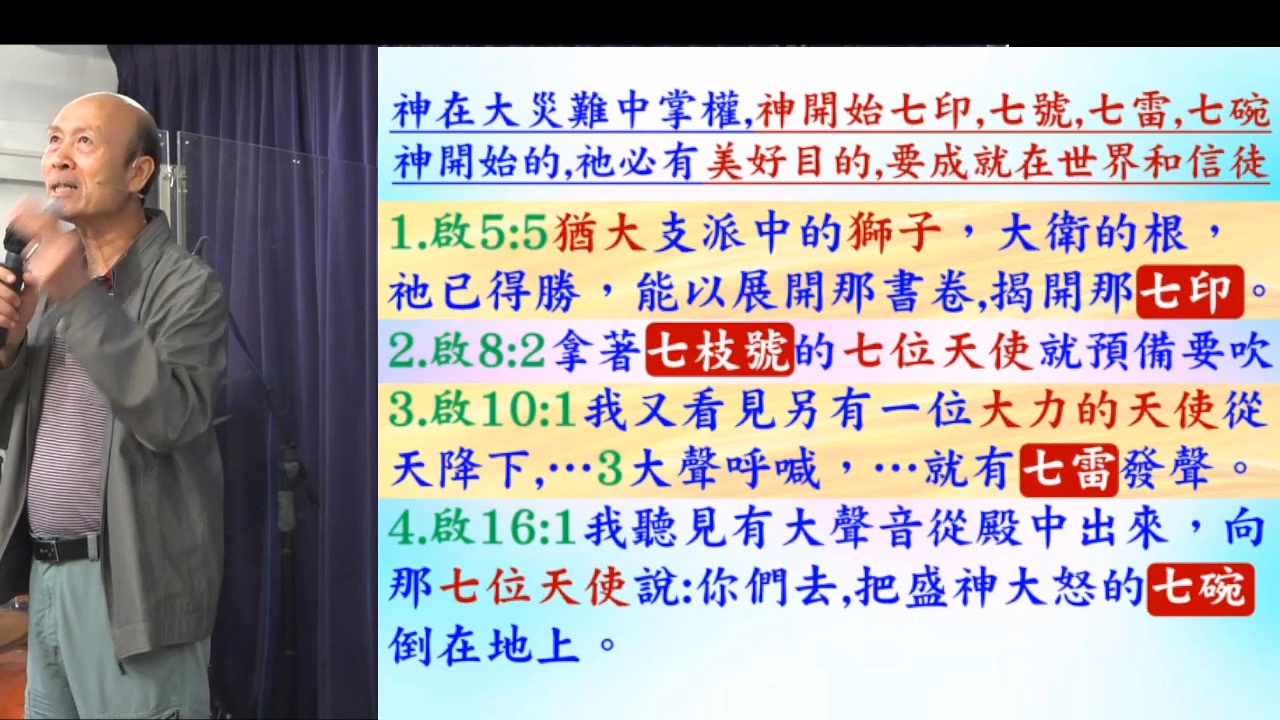 神在大災難中掌權,神開始七印,七號,七雷,七碗
神開始的,祂必有美好目的,要成就在世界和信徒
1.啟5:5猶大支派中的獅子，大衛的根，
祂已得勝，能以展開那書卷,揭開那七印。
2.啟8:2拿著七枝號的七位天使就預備要吹
3.啟10:1我又看見另有一位大力的天使從
天降下,…3大聲呼喊，…就有七雷發聲。
4.啟16:1我聽見有大聲音從殿中出來，向
那七位天使說:你們去,把盛神大怒的七碗
倒在地上。